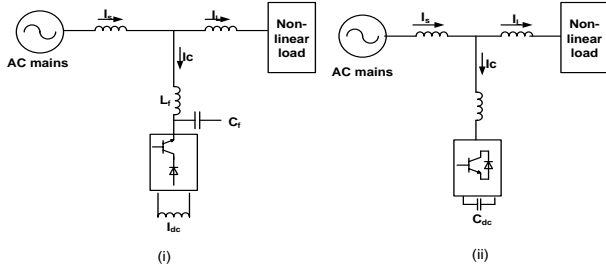 Is
IL
Non-
linear
load
AC mains
Ic
Lf
Cf
Idc
(i)
Is
IL
Non-
linear
load
AC mains
Ic
Cdc
(ii)